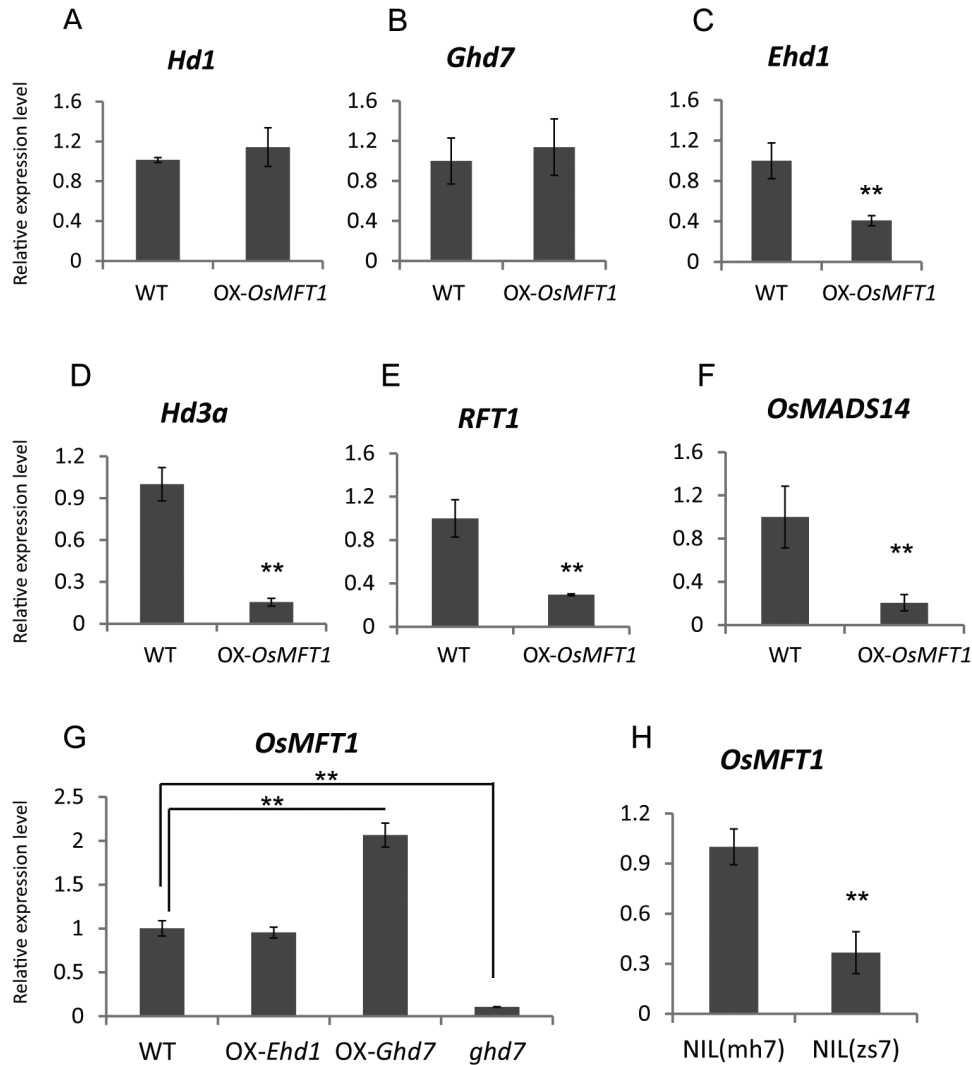 A
B
C
Hd1
Ghd7
Ehd1
Relative expression level
1.6
1.2
0.8
0.4
0
WT
OX-OsMFT1
1.6
1.2
0.8
0.4
0
WT
OX-OsMFT1
1.6
1.2
0.8
0.4
0
**
WT
OX-OsMFT1
D
E
F
Hd3a
RFT1
OsMADS14
Relative expression level
1.2
0.9
0.6
0.3
0
**
WT
OX-OsMFT1
1.6
1.2
0.8
0.4
0
**
WT
OX-OsMFT1
1.6
1.2
0.8
0.4
0
**
WT
OX-OsMFT1
G
H
OsMFT1
OsMFT1
Relative expression level
2.5
2
1.5
1
0.5
0
**
**
WT
OX-Ehd1
OX-Ghd7
ghd7
1.2
0.9
0.6
0.3
0
**
NIL(mh7)
NIL(zs7)